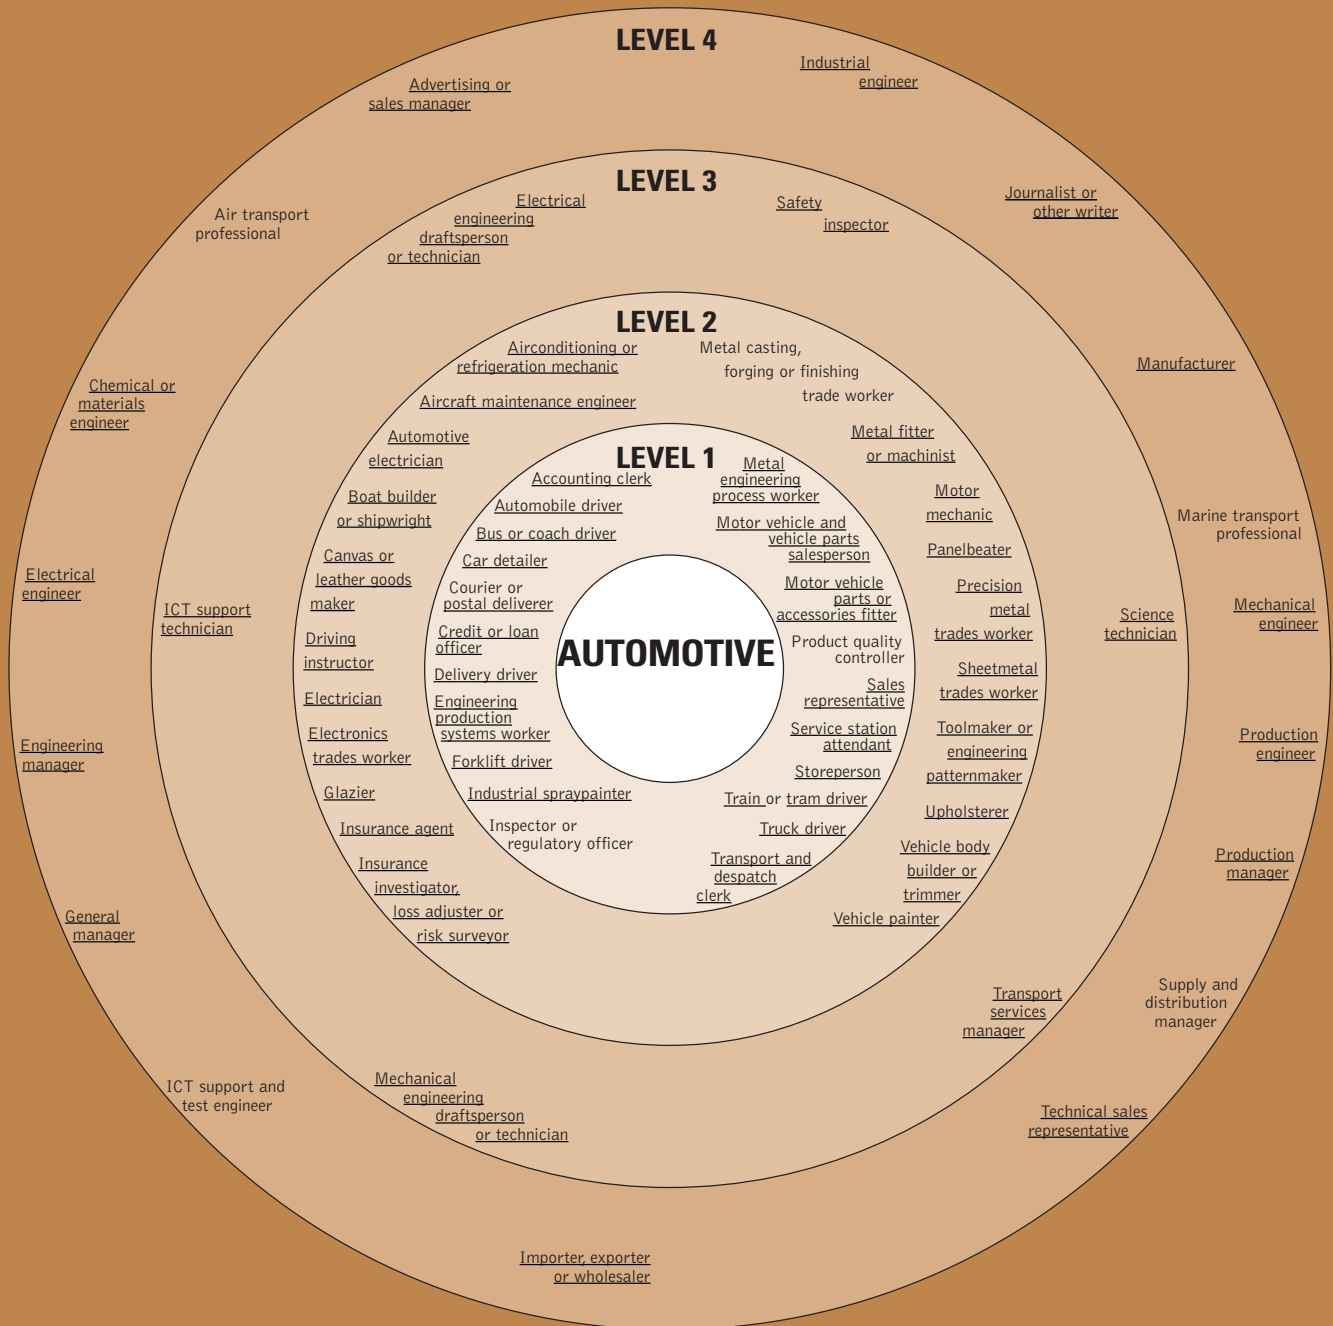 LEVEL 4
Advertising or
sales manager
Air transport
professional
Chemical or
materials
engineer
Electrical
engineer
Engineering
manager
General
manager
ICT support and
test engineer
Importer, exporter
or wholesaler
Industrial
engineer
Journalist or
other writer
Manufacturer
Marine transport
professional
Mechanical
engineer
Production
engineer
Production
manager
Supply and
distribution
manager
Technical sales
representative
LEVEL 3
Electrical
engineering
draftsperson
or technician
ICT support
technician
Mechanical
engineering
draftsperson
or technician
Safety
inspector
Science
technician
Transport
services
manager
LEVEL 2
Airconditioning or
refrigeration mechanic
Aircraft maintenance engineer
Automotive
electrician
Boat builder
or shipwright
Canvas or
leather goods
maker
Driving
instructor
Electrician
Electronics
trades worker
Glazier
Insurance agent
Insurance
investigator,
loss adjuster or
risk surveyor
Metal casting,
forging or finishing
trade worker
Metal fitter
or machinist
Motor
mechanic
Panelbeater
Precision
metal
trades worker
Sheetmetal
trades worker
Toolmaker or
engineering
patternmaker
Upholsterer
Vehicle body
builder or
trimmer
Vehicle painter
LEVEL 1
Accounting clerk
Automobile driver
Bus or coach driver
Car detailer
Courier or
postal deliverer
Credit or loan
officer
Delivery driver
Engineering
production
systems worker
Forklift driver
Industrial spraypainter
Inspector or
regulatory officer
Metal
engineering
process worker
Motor vehicle and
vehicle parts
salesperson
Motor vehicle
parts or
accessories fitter
Product quality
controller
Sales
representative
Service station
attendant
Storeperson
Train or tram driver
Truck driver
Transport and
despatch
clerk
AUTOMOTIVE